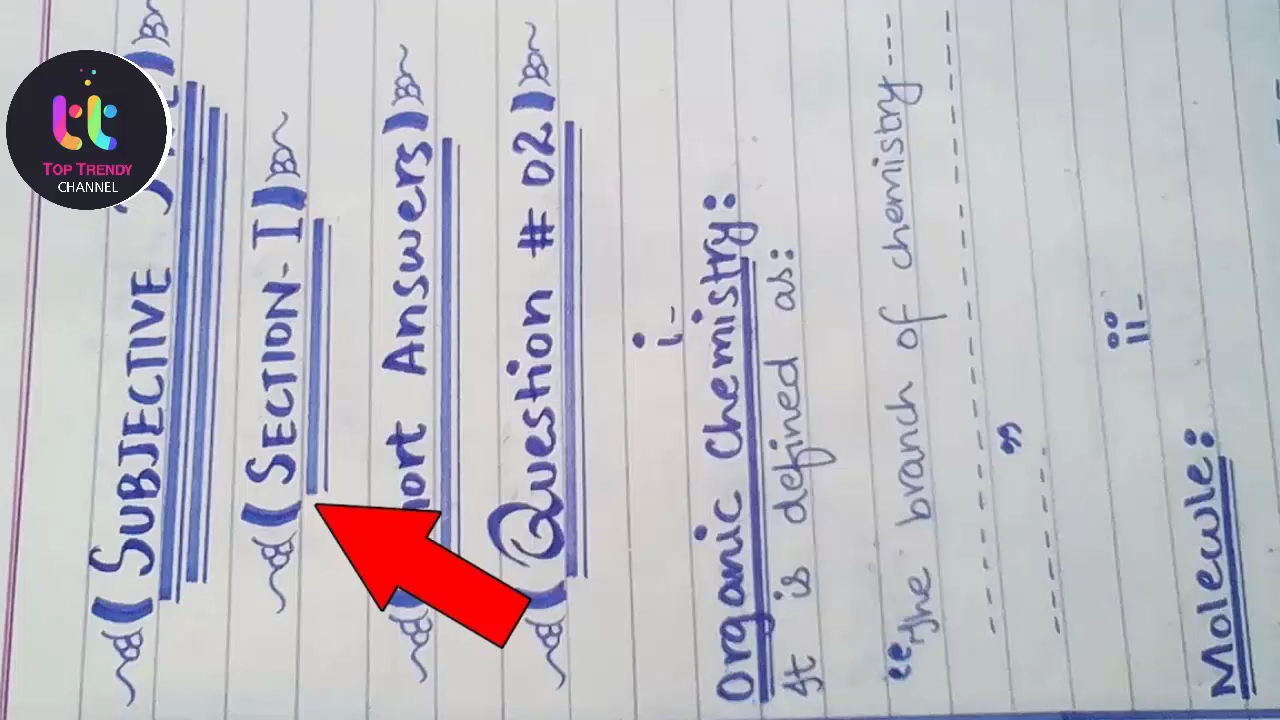 (SUBJECTIVE
(SECTION-I)
Answers)
(Question # 02)
i-
Organic Chemistry:
It is defined as:
"The branch of chemistry----
"
ii-
Molecule:
TOP TRENDY
CHANNEL